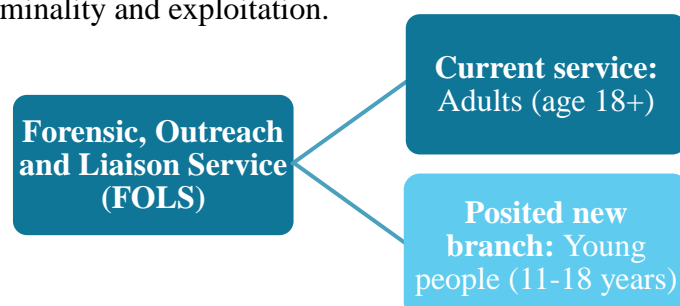 minality and exploitation.
Forensic, Outreach
and Liaison Service
(FOLS)
Current service:
Adults (age 18+)
Posited new
branch: Young
people (11-18 years)